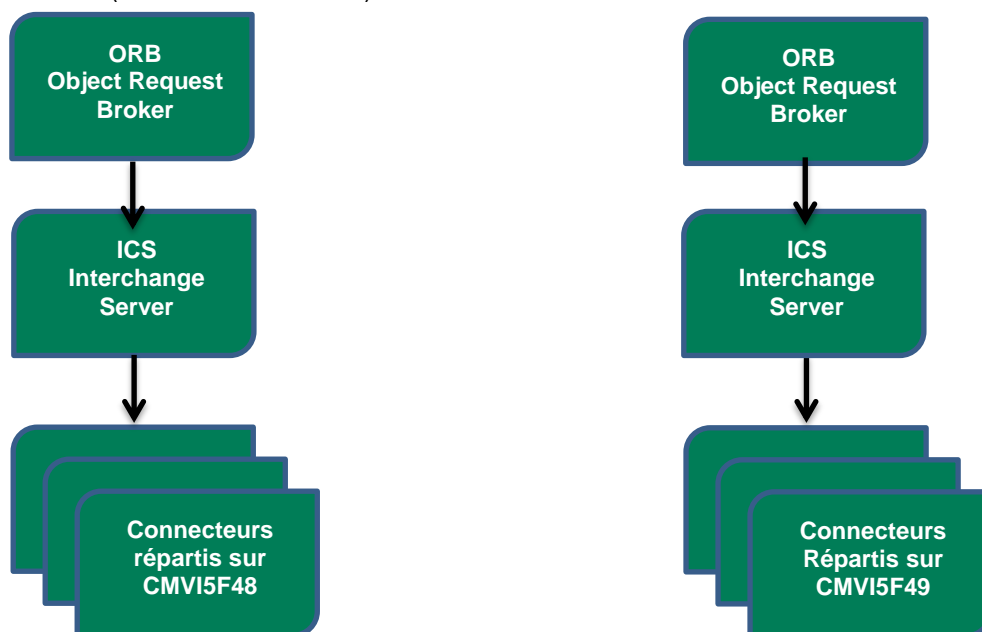 ORB
Object Request
Broker
ORB
Object Request
Broker
ICS
Interchange
Server
ICS
Interchange
Server
Connecteurs
répartis sur
CMVI5F48
Connecteurs
Répartis sur
CMVI5F49